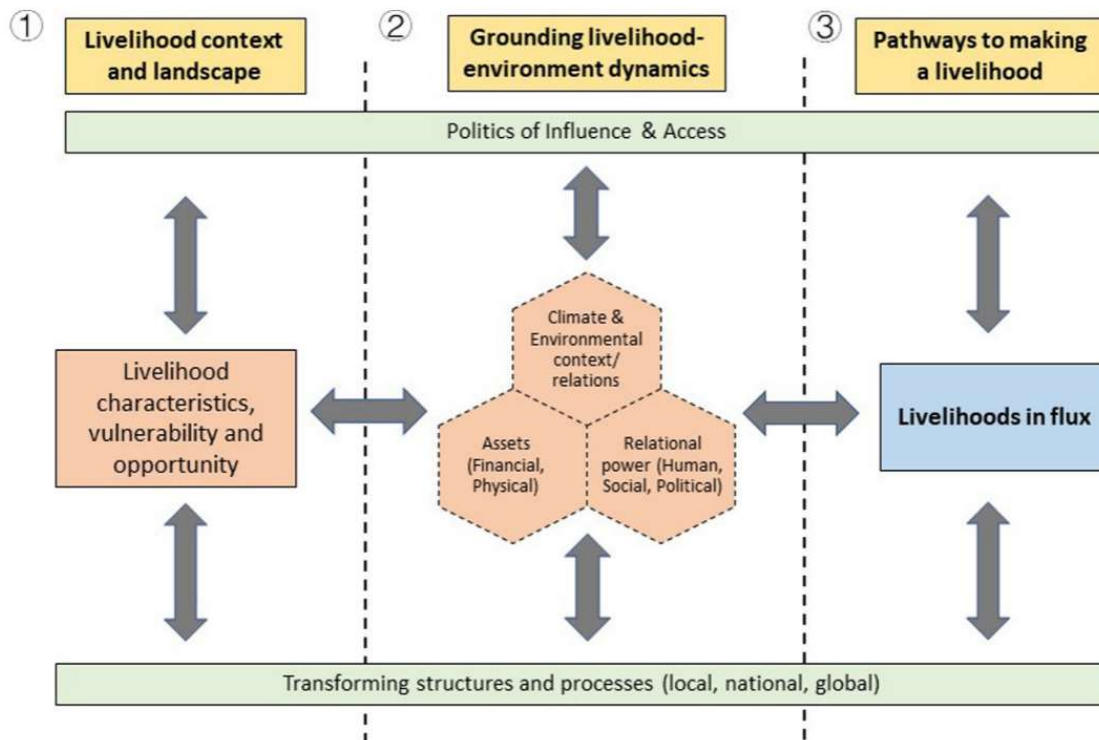 ①
Livelihood context
and landscape
②
Grounding livelihood-
environment dynamics
③
Pathways to making
a livelihood
Politics of Influence & Access
Livelihood
characteristics,
vulnerability and
opportunity
Climate &
Environmental
context/
relations
Assets
(Financial,
Physical)
Relational
power (Human,
Social, Political)
Livelihoods in flux
Transforming structures and processes (local, national, global)